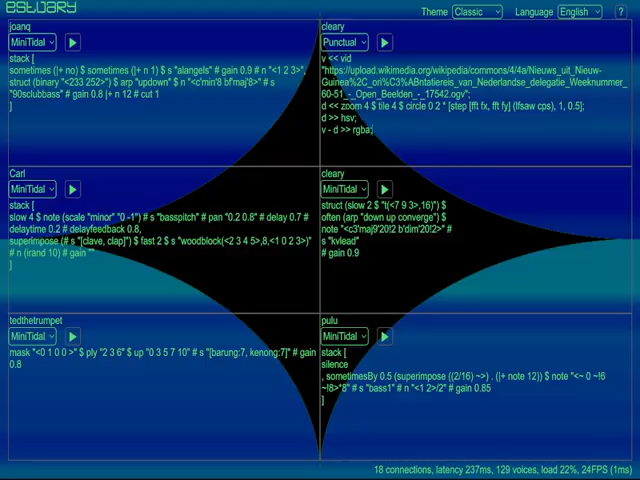 estuary
Theme Classic Language English ?
joanq
MiniTidal
stack [
sometimes (|+ no) $ sometimes (|+ n 1) $ s "alangels" # gain 0.9 # n "<1 2 3>",
struct (binary "<233 252>") $ arp "updown" $ n "<c'min'8 bf'maj'8>" # s
"90sclubbass" # gain 0.8 |+ n 12 # cut 1
]
cleary
Punctual
v << vid
"https://upload.wikimedia.org/wikipedia/commons/4/4a/Nieuws_uit_Nieuw-
Guinea%2C_ori%C3%ABntatiereis_van_Nederlandse_delegatie_Weeknummer_
60-51_-_Open_Beelden_-_17542.ogv";
d << zoom 4 $ tile 4 $ circle 0 2 * [step [fft fx, fft fy] (lfsaw cps), 1, 0.5];
d >> hsv;
v - d >> rgba;
Carl
MiniTidal
stack [
slow 4 $ note (scale "minor" "0 -1") # s "basspitch" # pan "0.2 0.8" # delay 0.7 #
delaytime 0.2 # delayfeedback 0.8,
superimpose (# s "[clave, clap]") $ fast 2 $ s "woodblock(<2 3 4 5>,8,<1 0 2 3>)"
# n (irand 10) # gain ""
]
cleary
MiniTidal
struct (slow 2 $ "t(<7 9 3>,16)") $
often (arp "down up converge") $
note "<c3'maj9'20!2 b'dim'20!2>" #
s "kvlead"
# gain 0.9
tedthetrumpet
MiniTidal
mask "<0 1 0 0 >" $ ply "2 3 6" $ up "0 3 5 7 10" # s "[barung:7, kenong:7]" # gain
0.8
pulu
MiniTidal
stack [
silence
, sometimesBy 0.5 (superimpose ((2/16) ~>) . (|+ note 12)) $ note "<~ 0 ~!6
~!8>*8" # s "bass1" # n "<1 2>/2" # gain 0.85
]
18 connections, latency 237ms, 129 voices, load 22%, 24FPS (1ms)